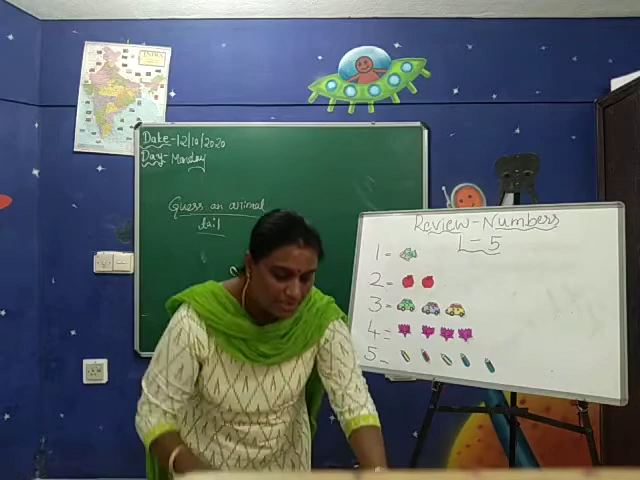 INDIA
Date-12/10/2020
Day-Monday
Guess an animal
tail
Review-Numbers
1-5
1=
2=
3=
4=
5=